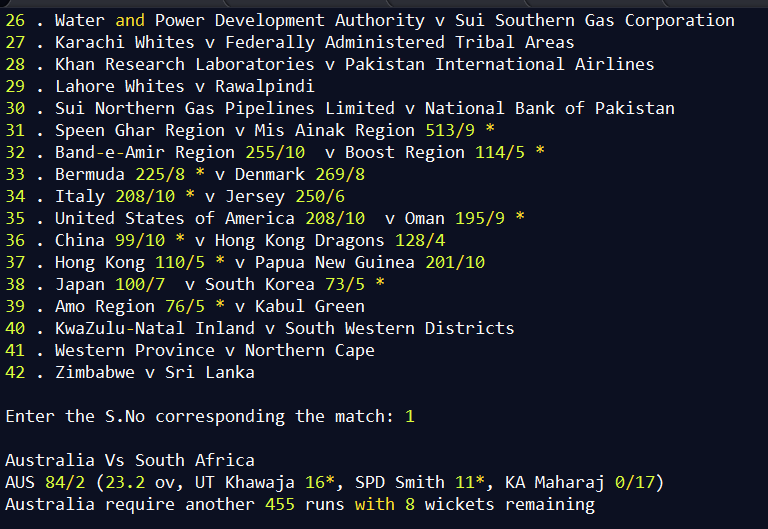 26 . Water and Power Development Authority v Sui Southern Gas Corporation
27 . Karachi Whites v Federally Administered Tribal Areas
28 . Khan Research Laboratories v Pakistan International Airlines
29 . Lahore Whites v Rawalpindi
30 . Sui Northern Gas Pipelines Limited v National Bank of Pakistan
31 . Speen Ghar Region v Mis Ainak Region 513/9 *
32 . Band-e-Amir Region 255/10  v Boost Region 114/5 *
33 . Bermuda 225/8 * v Denmark 269/8
34 . Italy 208/10 * v Jersey 250/6
35 . United States of America 208/10  v Oman 195/9 *
36 . China 99/10 * v Hong Kong Dragons 128/4
37 . Hong Kong 110/5 * v Papua New Guinea 201/10
38 . Japan 100/7  v South Korea 73/5 *
39 . Amo Region 76/5 * v Kabul Green
40 . KwaZulu-Natal Inland v South Western Districts
41 . Western Province v Northern Cape
42 . Zimbabwe v Sri Lanka
Enter the S.No corresponding the match: 1
Australia Vs South Africa
AUS 84/2 (23.2 ov, UT Khawaja 16*, SPD Smith 11*, KA Maharaj 0/17)
Australia require another 455 runs with 8 wickets remaining